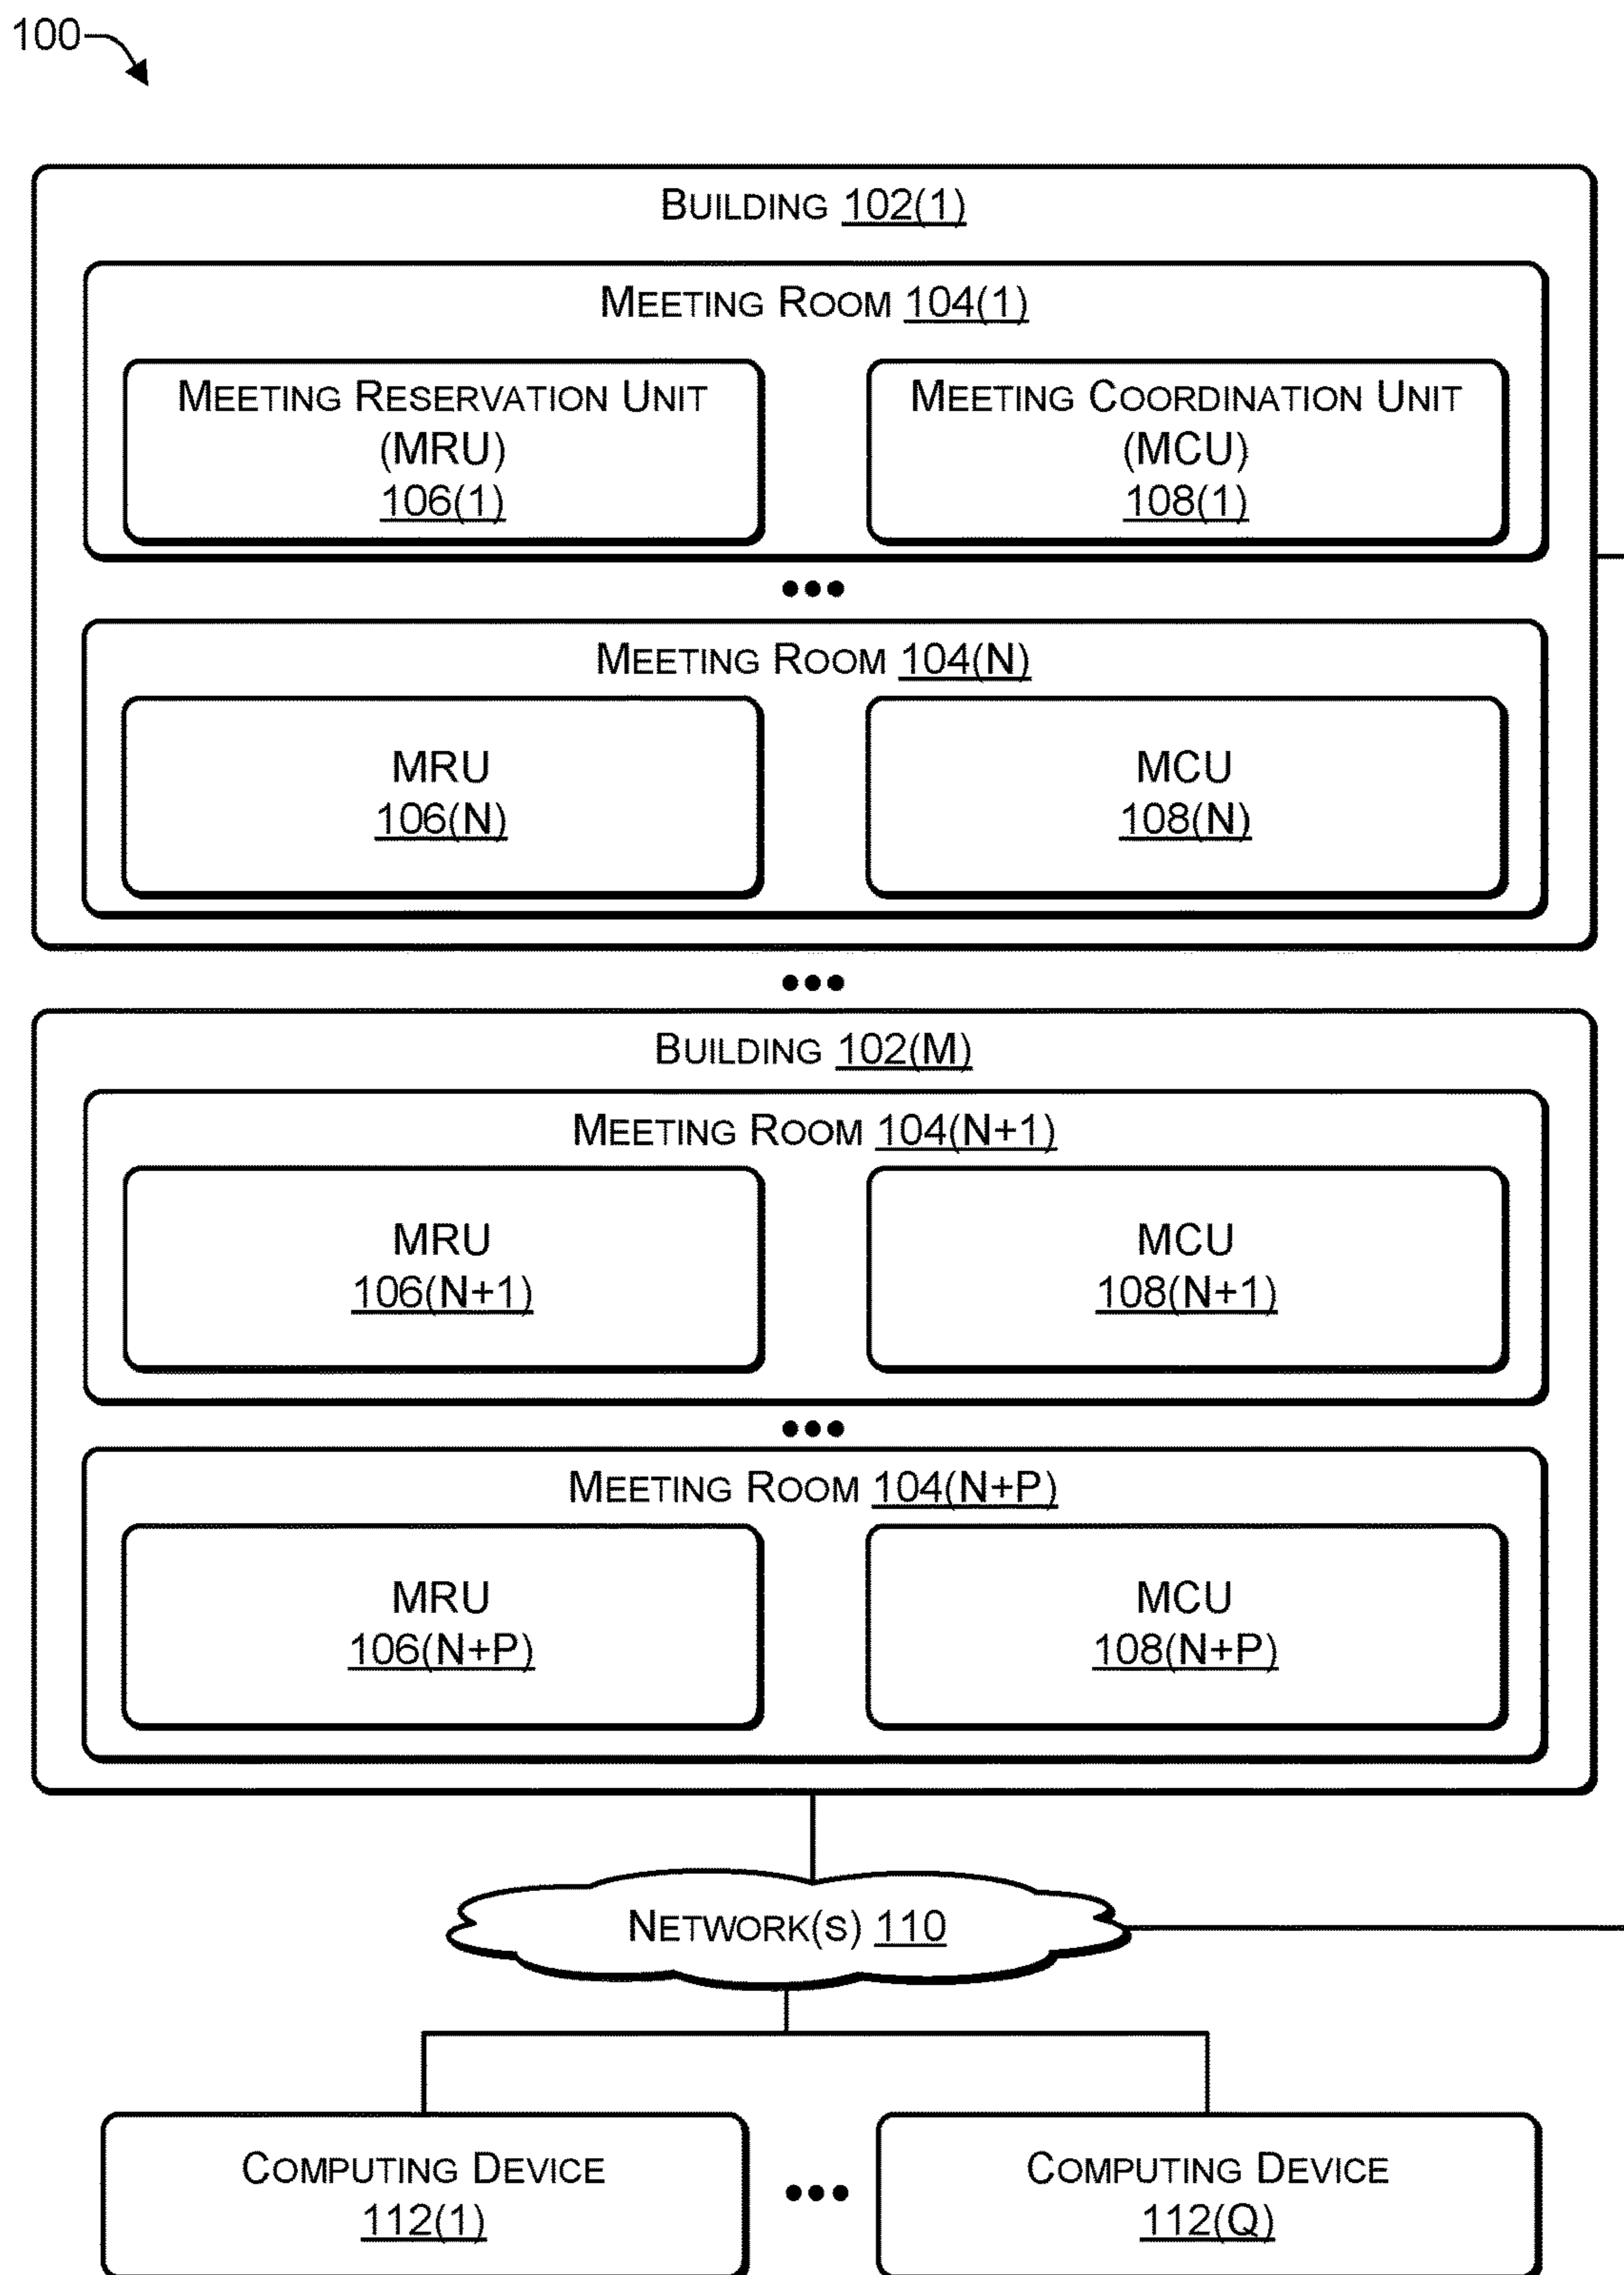 100
BUILDING 102(1)
MEETING ROOM 104(1)
MEETING RESERVATION UNIT
(MRU)
106(1)
MEETING COORDINATION UNIT
(MCU)
108(1)
•••
MEETING ROOM 104(N)
MRU
106(N)
MCU
108(N)
•••
BUILDING 102(M)
MEETING ROOM 104(N+1)
MRU
106(N+1)
MCU
108(N+1)
•••
MEETING ROOM 104(N+P)
MRU
106(N+P)
MCU
108(N+P)
NETWORK(S) 110
COMPUTING DEVICE
112(1)
•••
COMPUTING DEVICE
112(Q)